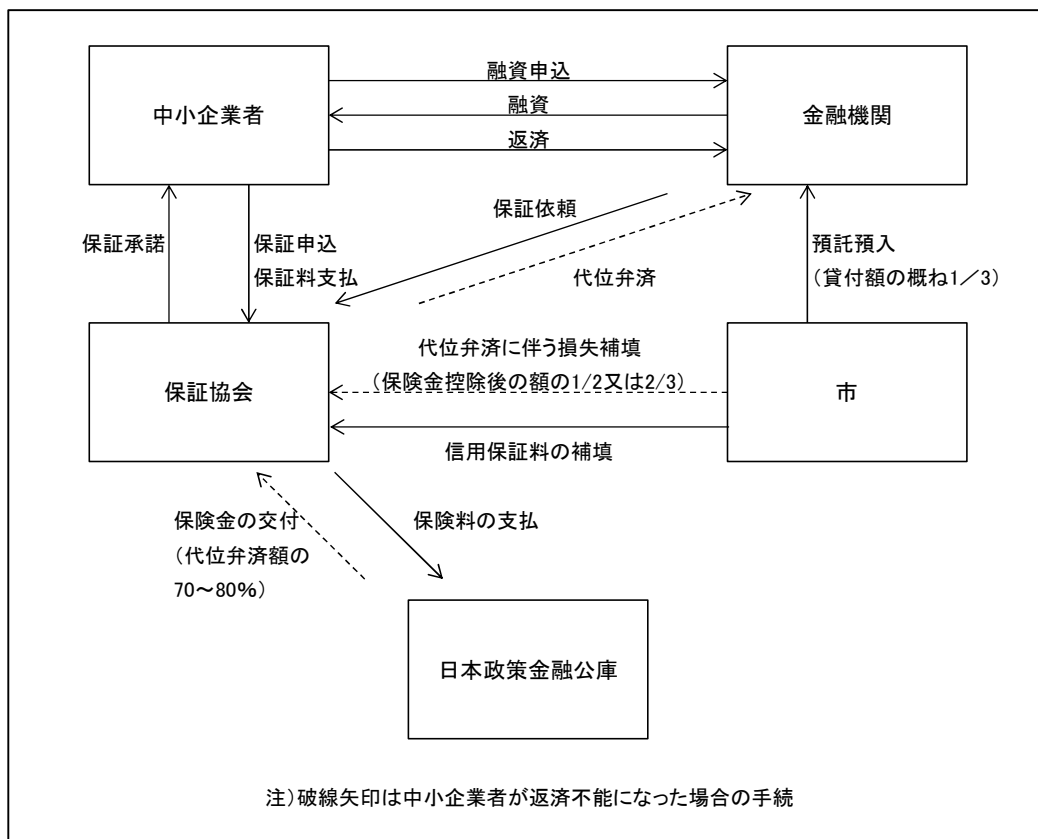 中小企業者
融資申込
融資
返済
金融機関
保証承諾
保証申込
保証料支払
保証依頼
代位弁済
預託預入
（貸付額の概ね1／3）
保証協会
代位弁済に伴う損失補填
（保険金控除後の額の1/2又は2/3）
信用保証料の補填
市
保険金の交付
（代位弁済額の
70～80％）
保険料の支払
日本政策金融公庫
注）破線矢印は中小企業者が返済不能になった場合の手続